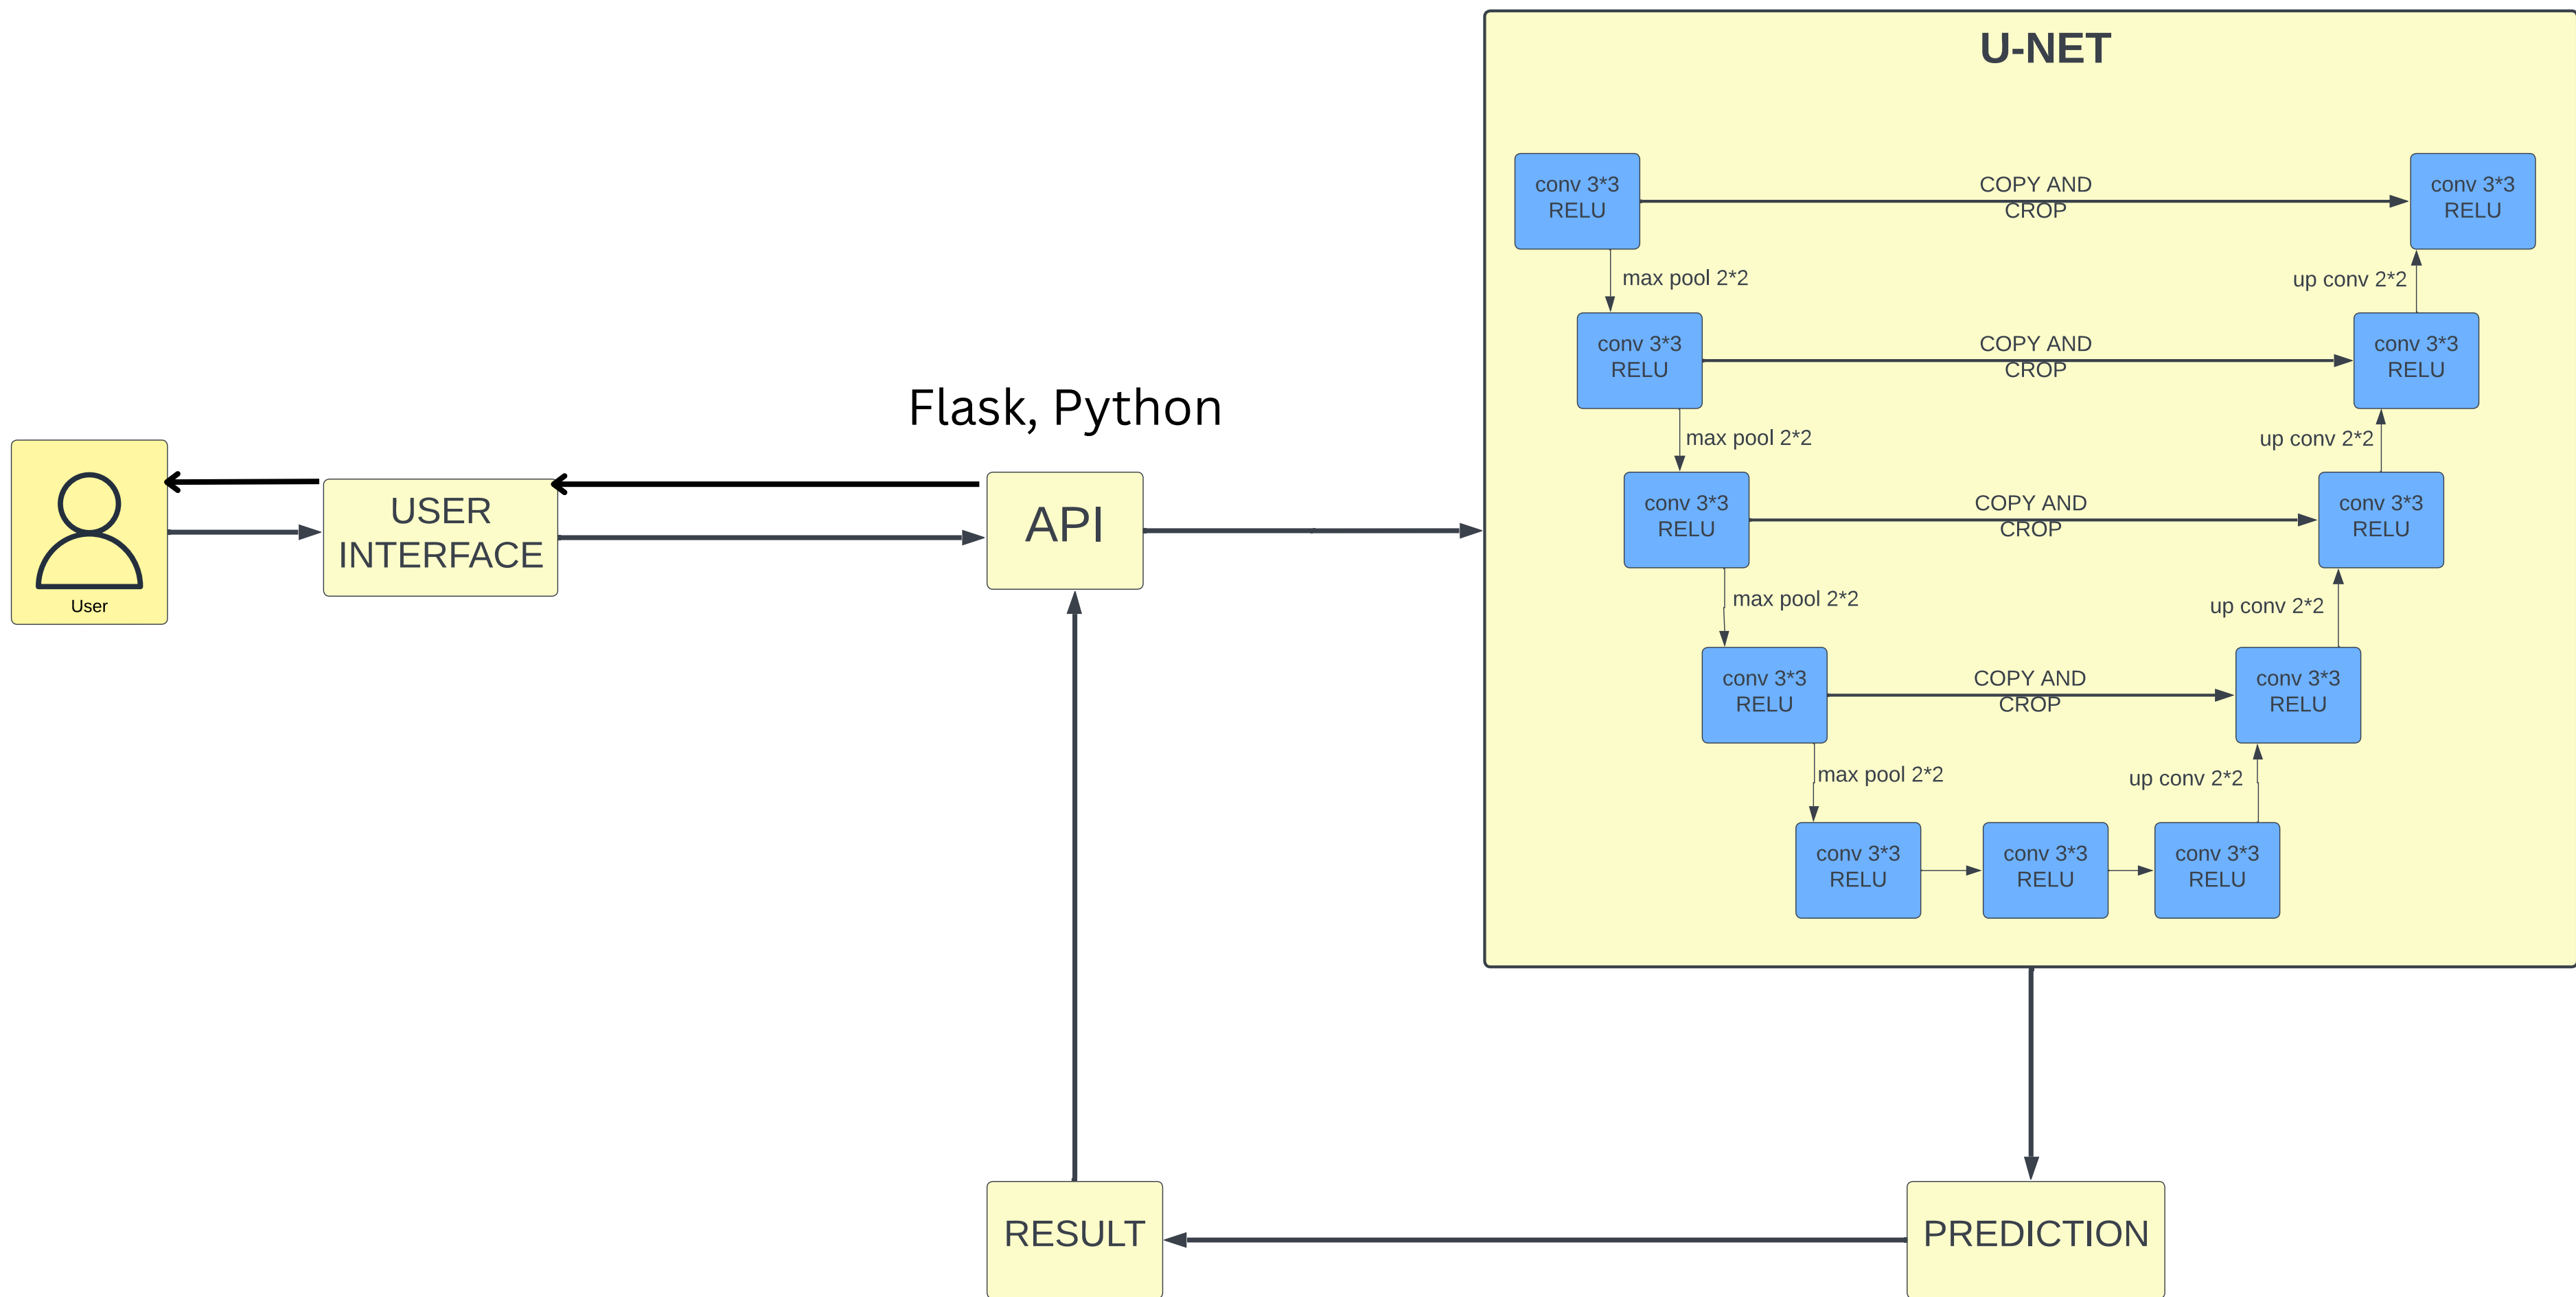 U-NET
conv 3*3
RELU
COPY AND
CROP
conv 3*3
RELU
max pool 2*2
up conv 2*2
conv 3*3
RELU
COPY AND
CROP
conv 3*3
RELU
Flask, Python
max pool 2*2
up conv 2*2
User
USER
INTERFACE
API
conv 3*3
RELU
COPY AND
CROP
conv 3*3
RELU
max pool 2*2
up conv 2*2
conv 3*3
RELU
COPY AND
CROP
conv 3*3
RELU
max pool 2*2
up conv 2*2
conv 3*3
RELU
conv 3*3
RELU
conv 3*3
RELU
RESULT
PREDICTION